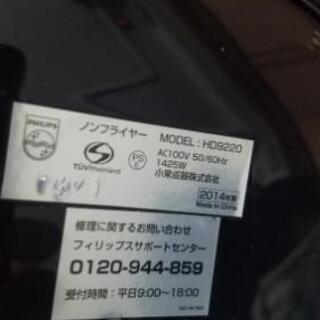 PHILIPS
ノンフライヤー MODEL:HD9220
AC100V 50/60Hz
1425W
TÜVRheinland
PS
E
小泉成器株式会社
2014年製
Made in China
修理に関するお問い合わせ
フィリップスサポートセンター
0120-944-859
受付時間:平日9:00~18:00